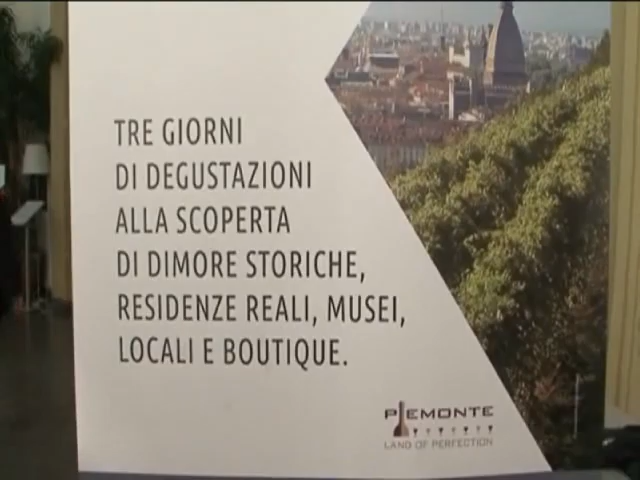 TRE GIORNI
DI DEGUSTAZIONI
ALLA SCOPERTA
DI DIMORE STORICHE,
RESIDENZE REALI, MUSEI,
LOCALI E BOUTIQUE.
PIEMONTE
LAND OF PERFECTION